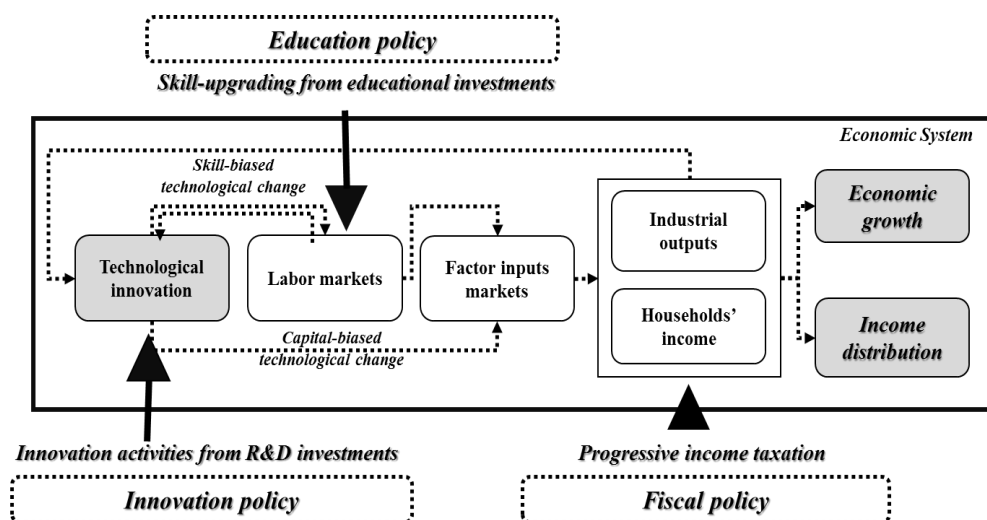 Education policy
Skill-upgrading from educational investments
Economic System
Skill-biased
technological change
Technological
innovation
Labor markets
Factor inputs
markets
Industrial
outputs
Households’
income
Economic
growth
Income
distribution
Capital-biased
technological change
Innovation activities from R&D investments
Progressive income taxation
Innovation policy
Fiscal policy